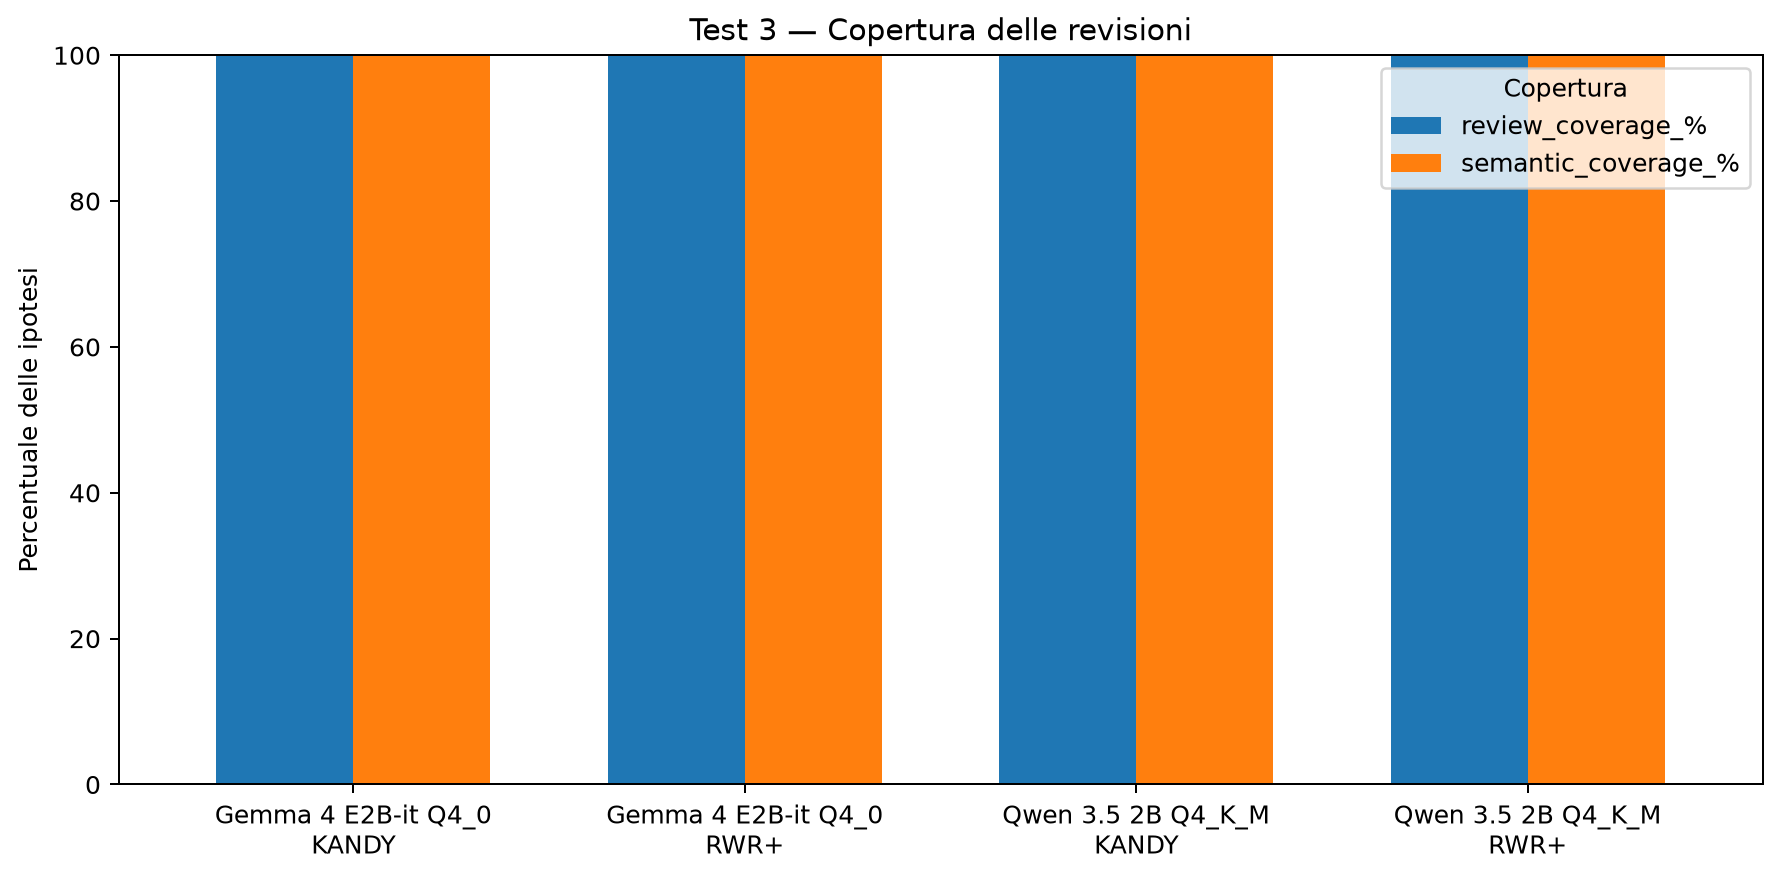 Test 3 — Copertura delle revisioni
Percentuale delle ipotesi
100
80
60
40
20
0
Copertura
review_coverage_%
semantic_coverage_%
Gemma 4 E2B-it Q4_0
KANDY
Gemma 4 E2B-it Q4_0
RWR+
Qwen 3.5 2B Q4_K_M
KANDY
Qwen 3.5 2B Q4_K_M
RWR+